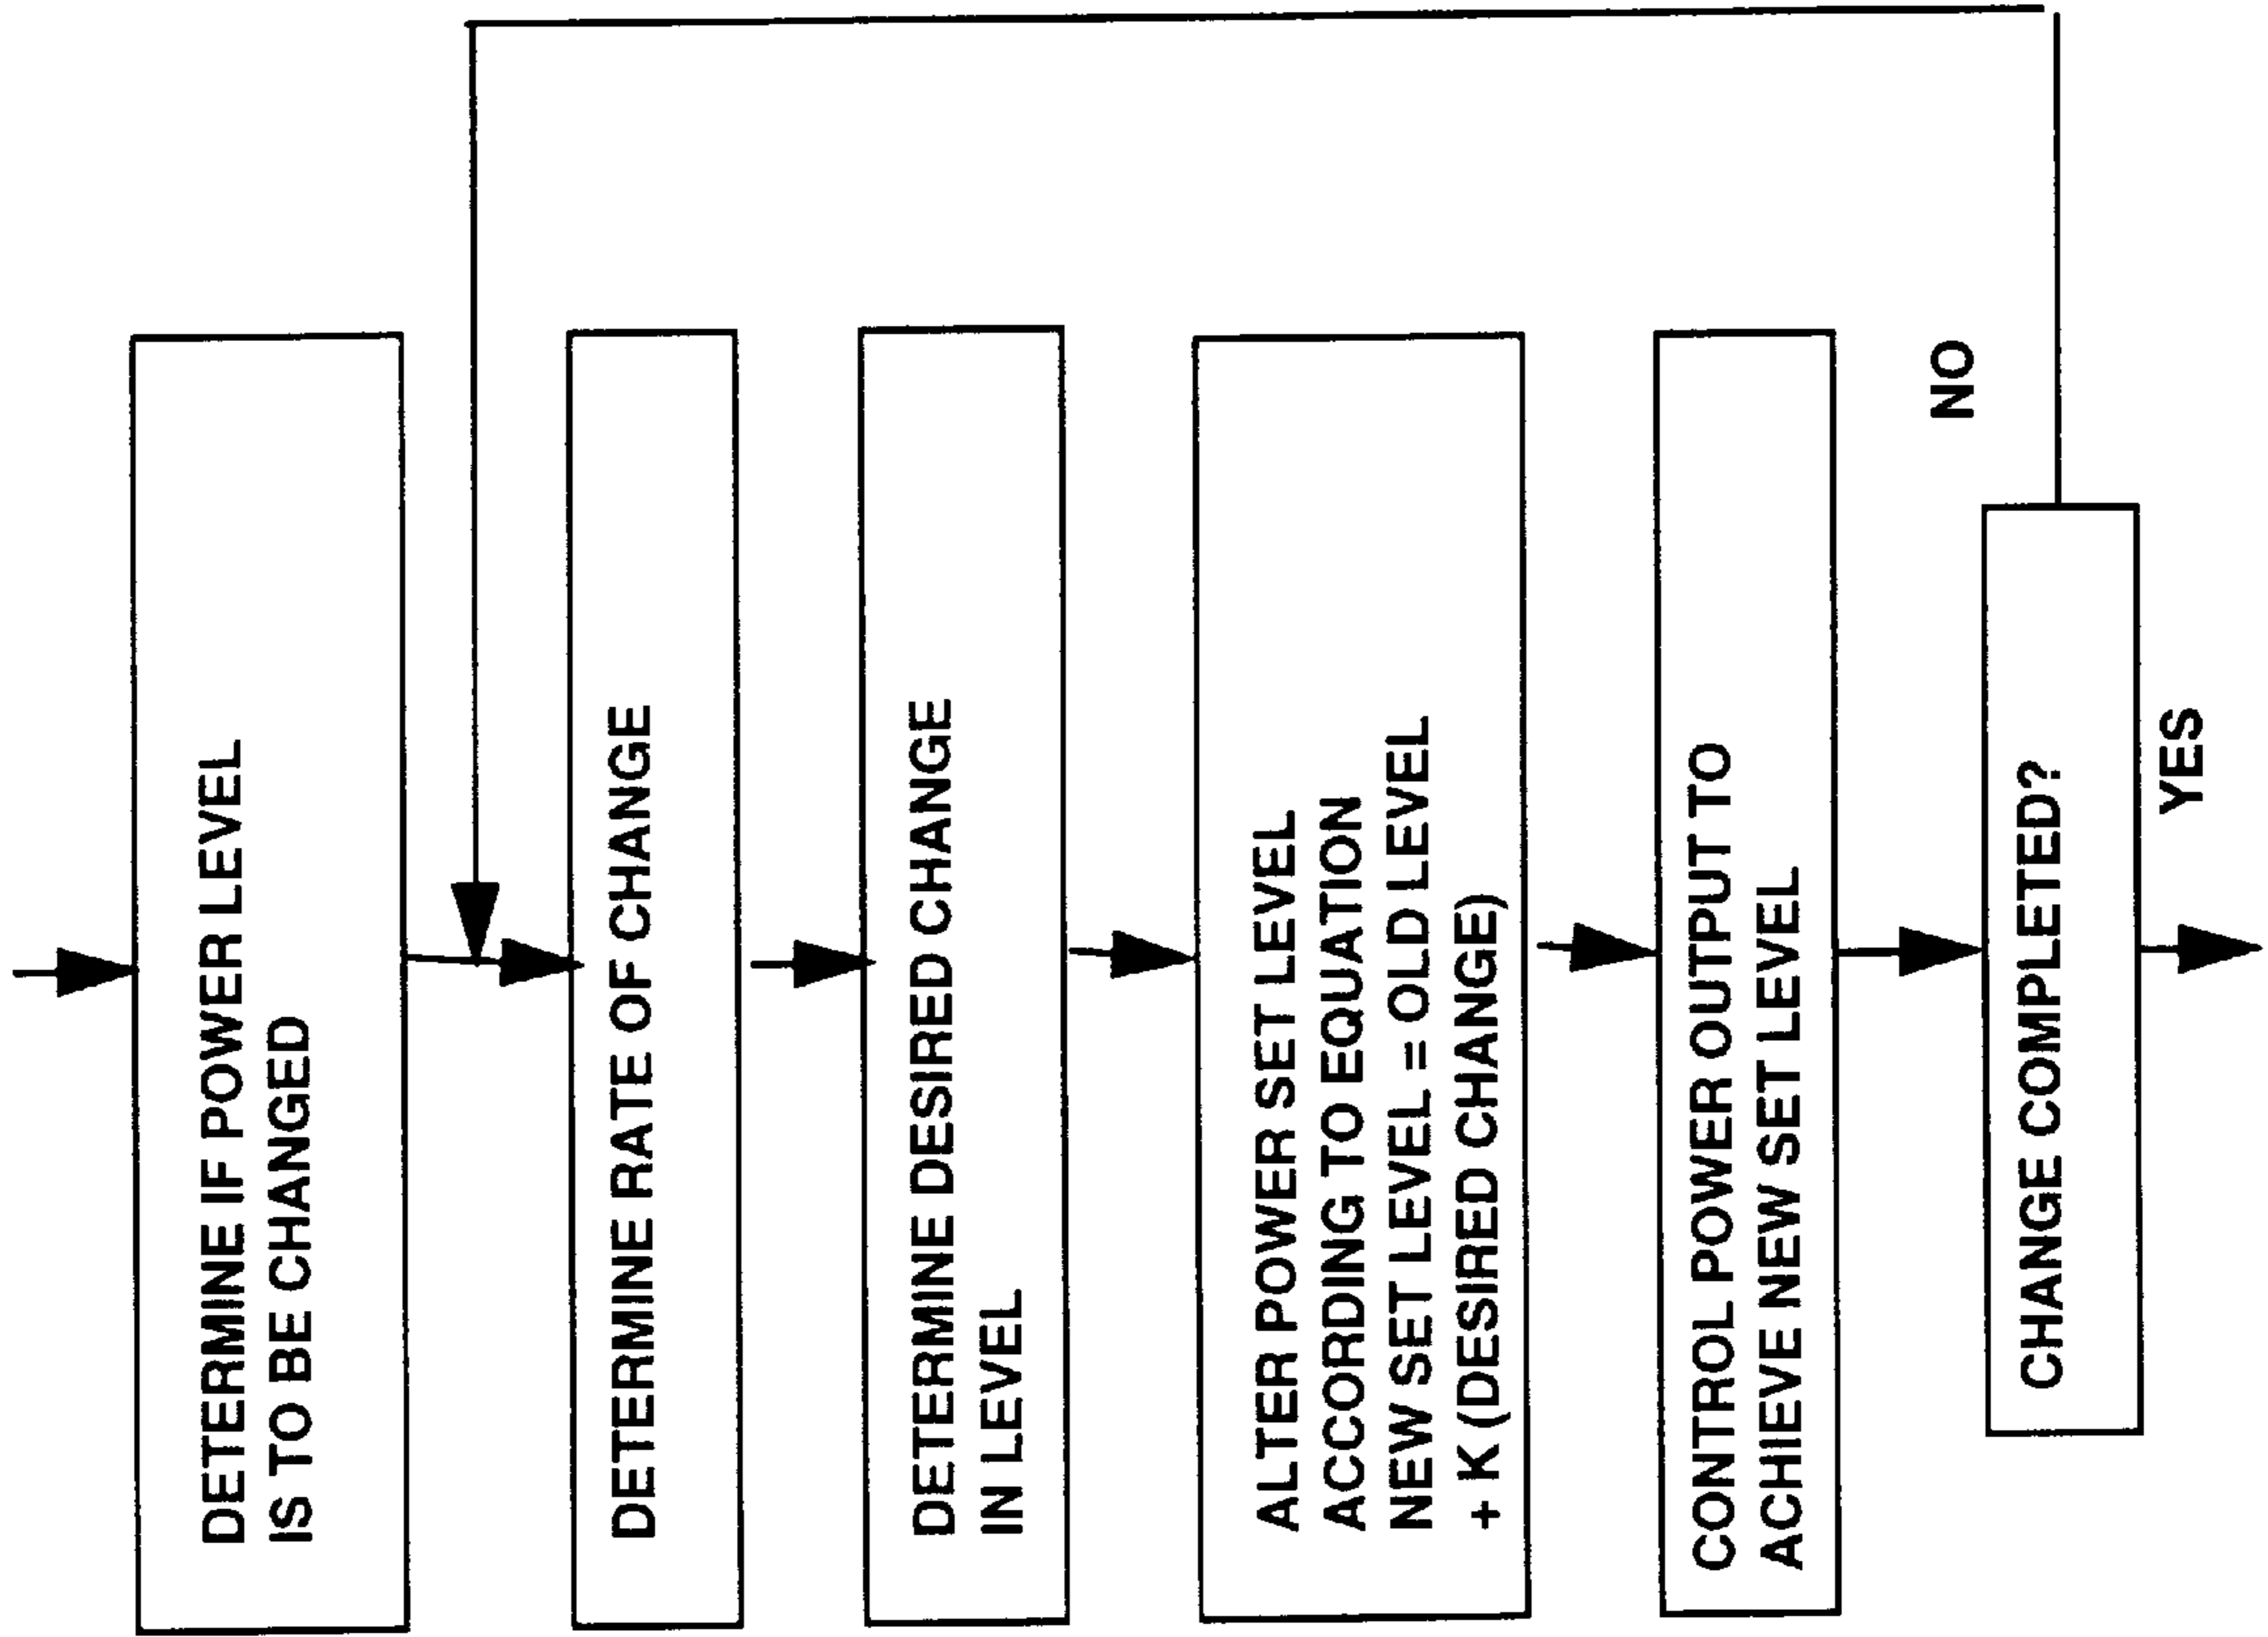 DETERMINE IF POWER LEVEL
IS TO BE CHANGED
DETERMINE RATE OF CHANGE
DETERMINE DESIRED CHANGE
IN LEVEL
ALTER POWER SET LEVEL
ACCORDING TO EQUATION
NEW SET LEVEL = OLD LEVEL
+ K (DESIRED CHANGE)
CONTROL POWER OUTPUT TO
ACHIEVE NEW SET LEVEL
NO
CHANGE COMPLETED?
YES